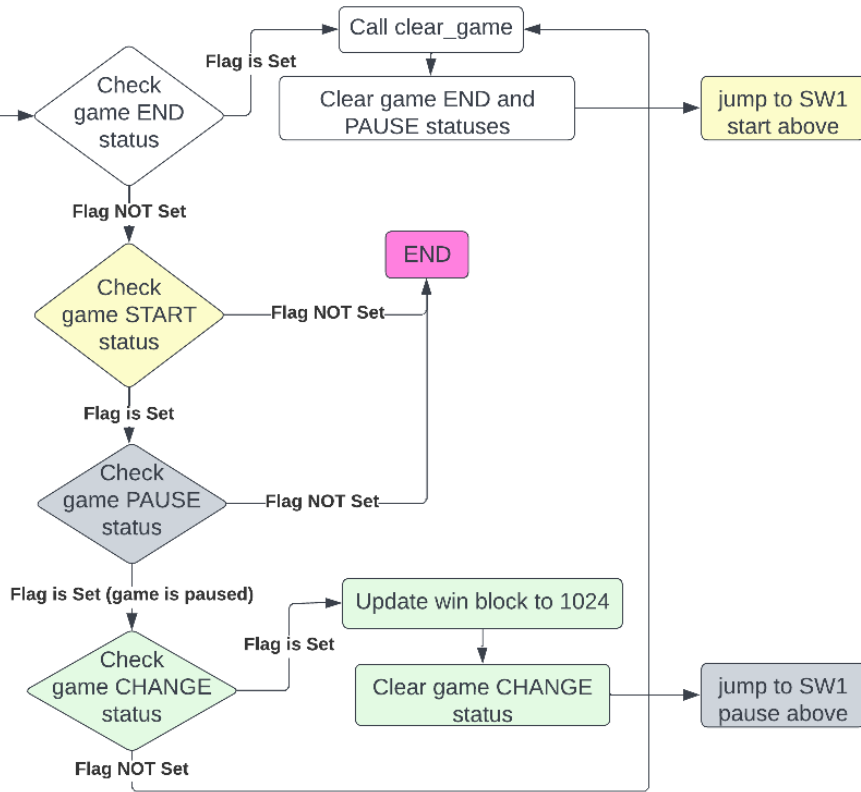 Call clear_game
Flag is Set
Check
game END
status
Clear game END and
PAUSE statuses
jump to SW1
start above
Flag NOT Set
END
Check
game START
status
Flag NOT Set
Flag is Set
Check
game PAUSE
status
Flag NOT Set
Flag is Set (game is paused)
Update win block to 1024
Flag is Set
Check
game CHANGE
status
Clear game CHANGE
status
jump to SW1
pause above
Flag NOT Set